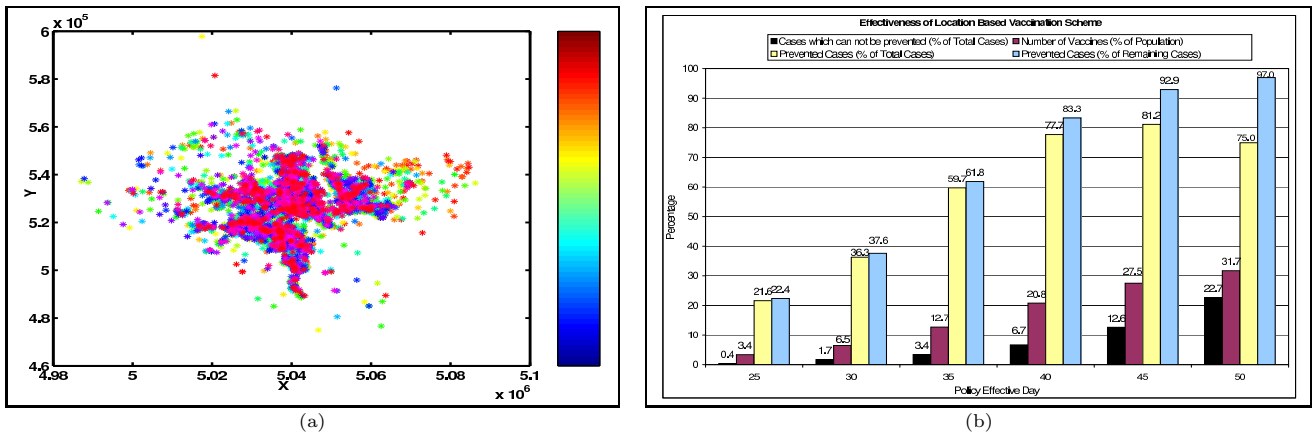 x 10⁵
6
5.8
5.6
5.4
5.2
5
4.8
4.6
Y
4.98 5 5.02 5.04 5.06 5.08 5.1
X
x 10⁶
(a)
Effectiveness of Location Based Vaccination Scheme
Cases which can not be prevented (% of Total Cases) Number of Vaccines (% of Population)
Prevented Cases (% of Total Cases) Prevented Cases (% of Remaining Cases)
Percentage
100
90
80
70
60
50
40
30
20
10
0
0.4 3.4 21.6 22.4
1.7 6.5 36.3 37.6
3.4 12.7 59.7 61.8
6.7 20.8 77.7 83.3
12.6 27.5 81.2 92.9
22.7 31.7 75.0 97.0
25 30 35 40 45 50
Policy Effective Day
(b)